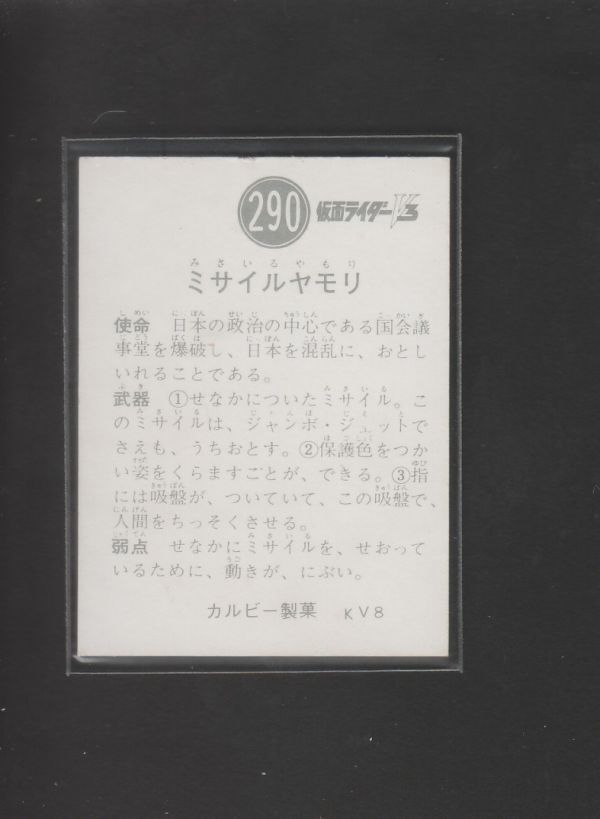 290 仮面ライダーV3
みさいるやもり
ミサイルヤモリ
使命 日本の政治の中心である国会議
事堂を爆破し、日本を混乱に、おとし
いれることである。
武器 ①せなかについたミサイル。こ
のミサイルは、ジャンボ・ジェットで
さえも、うちおとす。②保護色をつか
い姿をくらますごとが、できる。③指
には吸盤が、ついていて、この吸盤で、
人間をちっそくさせる。
弱点 せなかにミサイルを、せおって
いるために、動きが、にぶい。
カルビー製菓 KV8